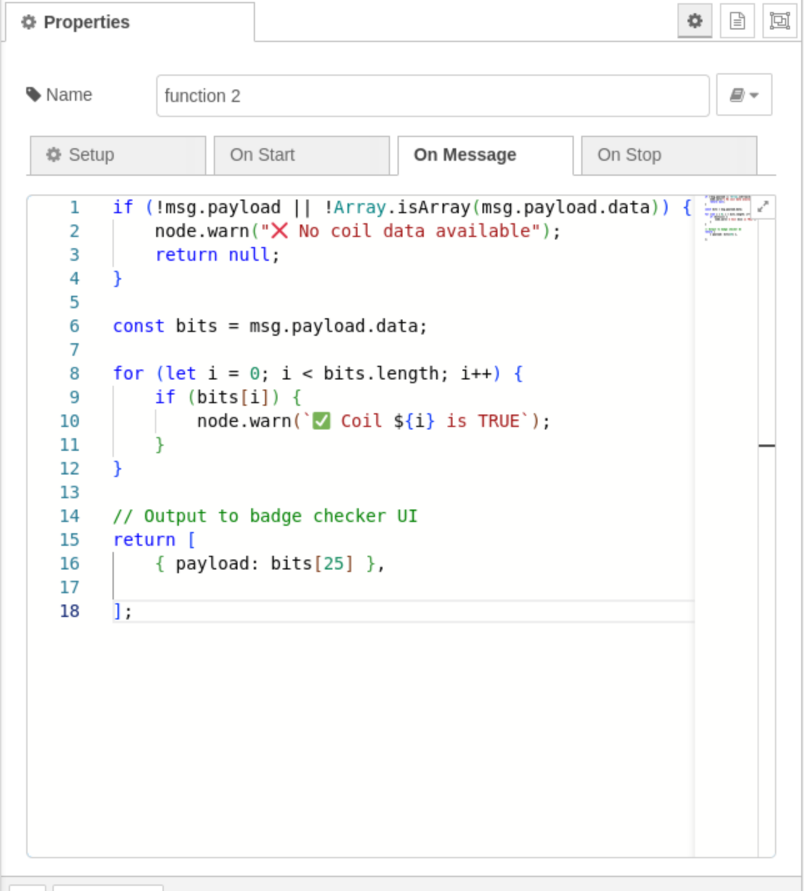 Properties
Name
function 2
Setup
On Start
On Message
On Stop
1 if (!msg.payload || !Array.isArray(msg.payload.data)) {
2     node.warn("❌ No coil data available");
3     return null;
4 }
5
6 const bits = msg.payload.data;
7
8 for (let i = 0; i < bits.length; i++) {
9     if (bits[i]) {
10         node.warn(`✅ Coil ${i} is TRUE`);
11     }
12 }
13
14 // Output to badge checker UI
15 return [
16     { payload: bits[25] },
17
18 ];